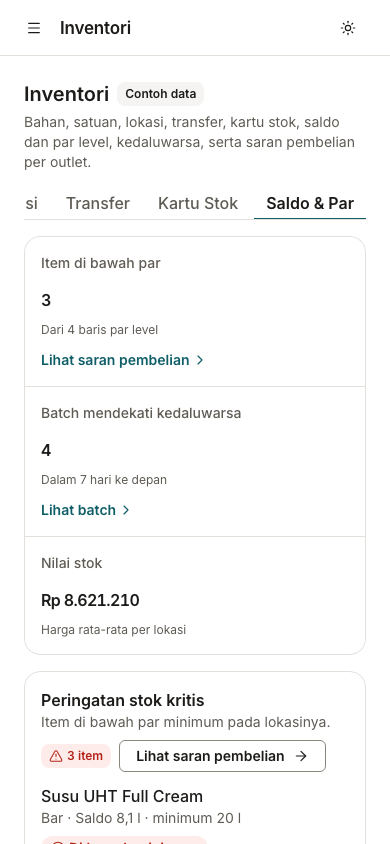 Inventori
Inventori
Contoh data
Bahan, satuan, lokasi, transfer, kartu stok, saldo
dan par level, kedaluwarsa, serta saran pembelian
per outlet.
si Transfer Kartu Stok Saldo & Par
Item di bawah par
3
Dari 4 baris par level
Lihat saran pembelian
Batch mendekati kedaluwarsa
4
Dalam 7 hari ke depan
Lihat batch
Nilai stok
Rp 8.621.210
Harga rata-rata per lokasi
Peringatan stok kritis
Item di bawah par minimum pada lokasinya.
3 item
Lihat saran pembelian
Susu UHT Full Cream
Bar · Saldo 8,1 l · minimum 20 l